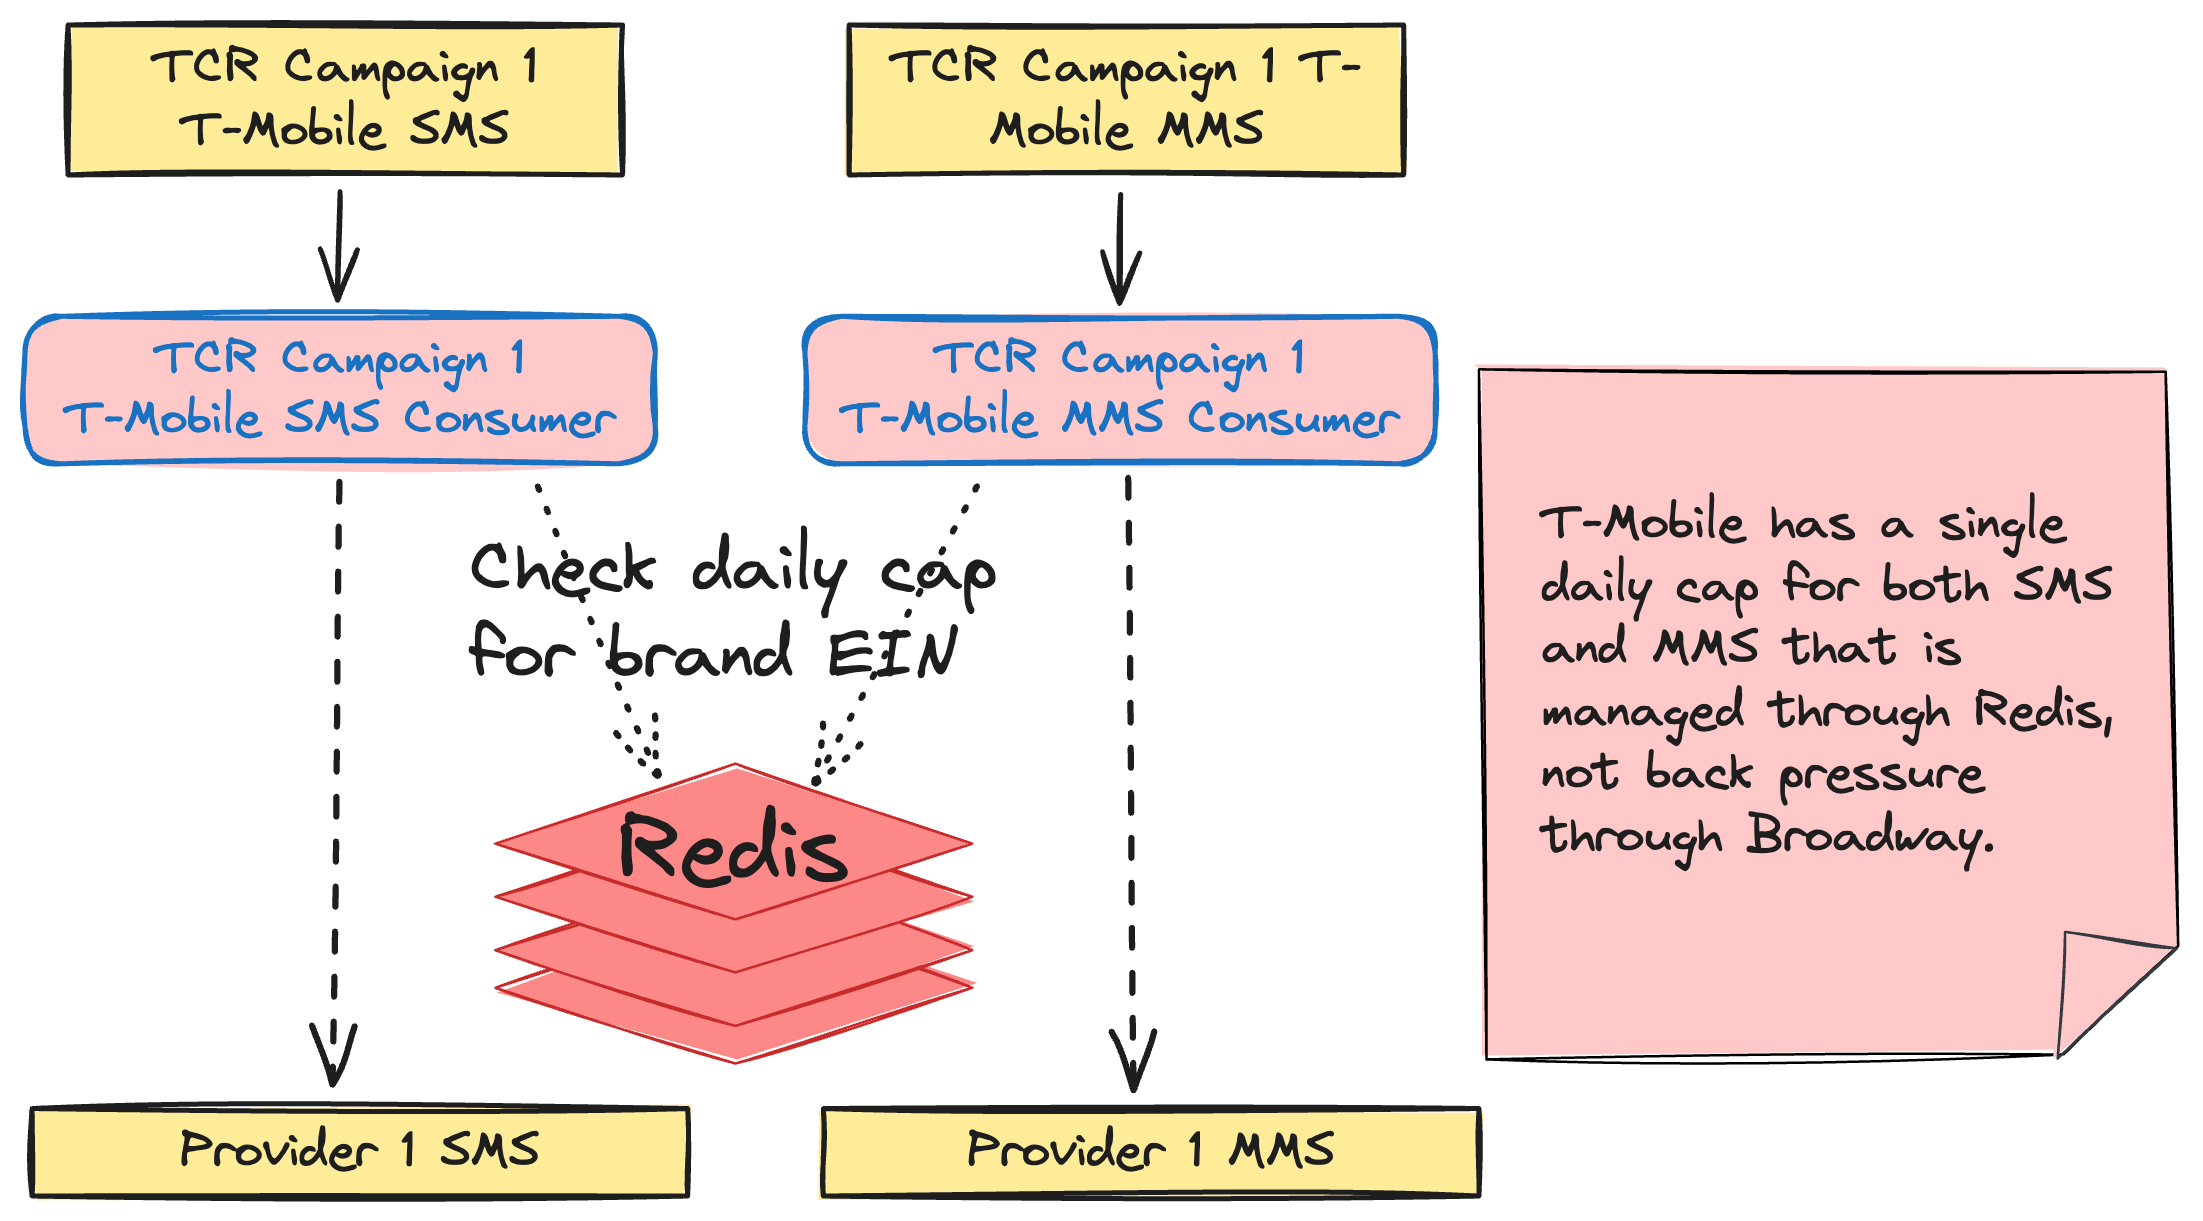 TCR Campaign 1
T-Mobile SMS
TCR Campaign 1 T-
Mobile MMS
TCR Campaign 1
T-Mobile SMS Consumer
TCR Campaign 1
T-Mobile MMS Consumer
Check daily cap
for brand EIN
Redis
T-Mobile has a single
daily cap for both SMS
and MMS that is
managed through Redis,
not back pressure
through Broadway.
Provider 1 SMS
Provider 1 MMS